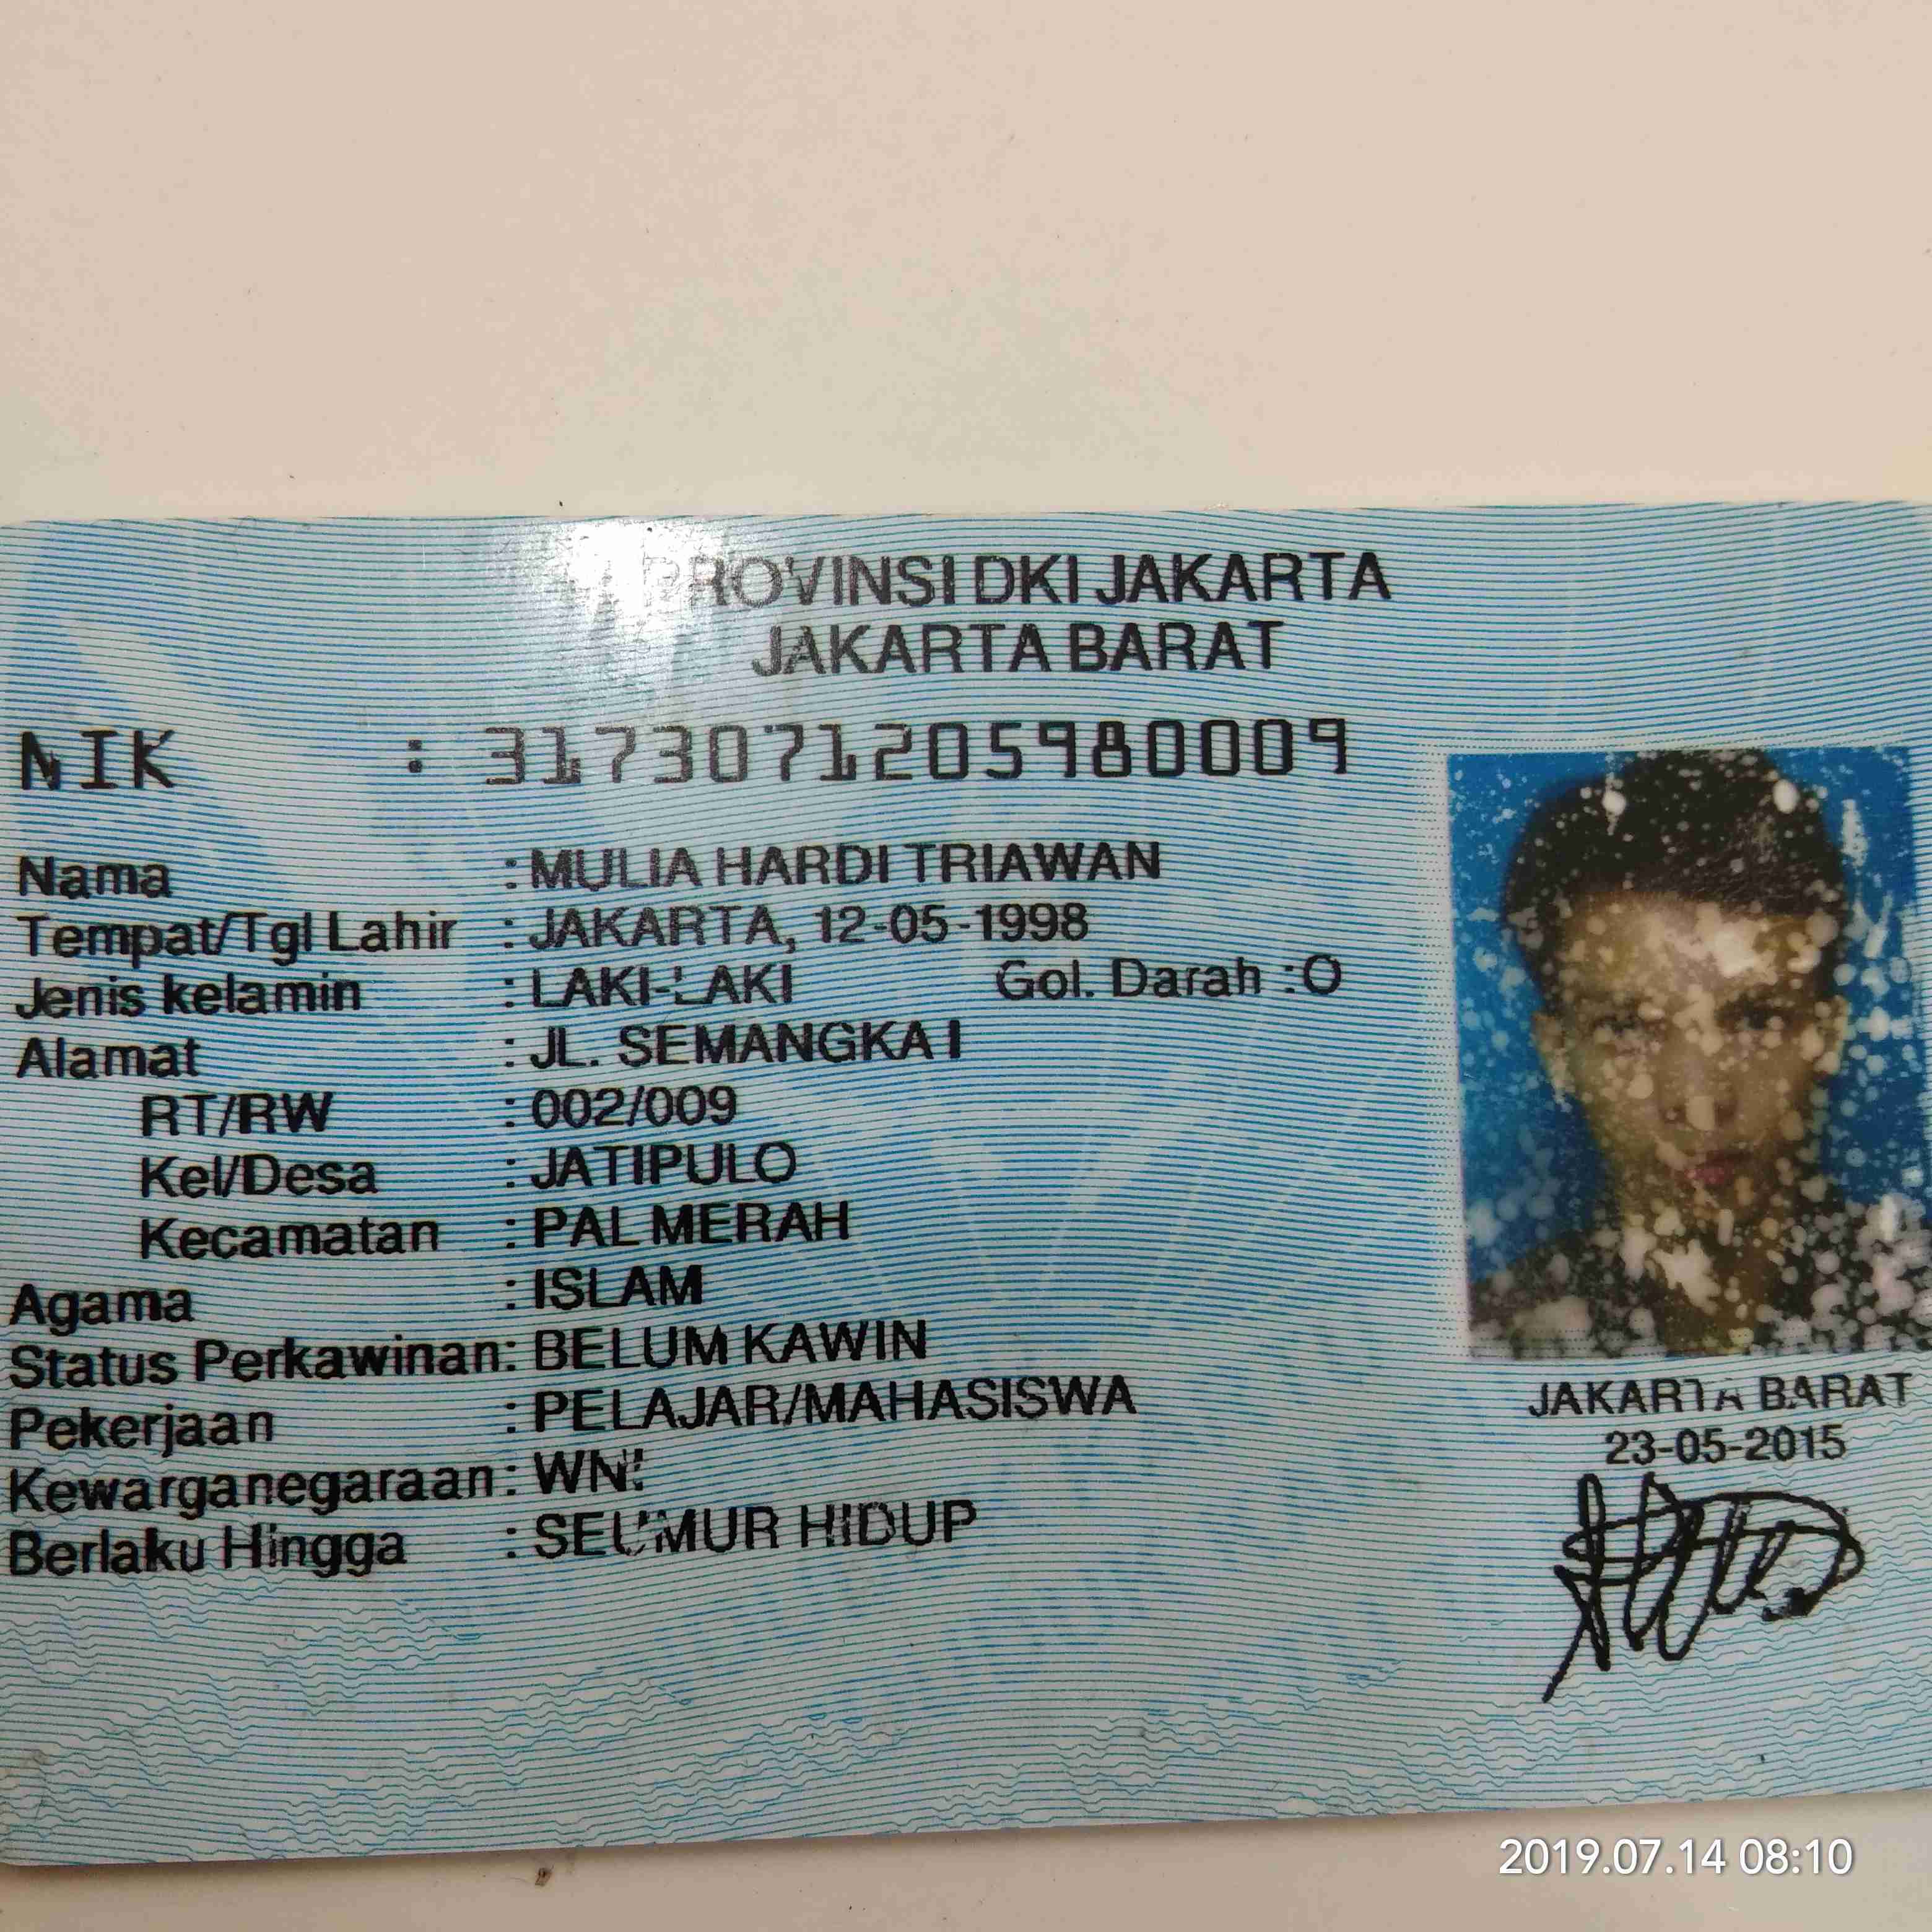 PROVINSI DKI JAKARTA
JAKARTA BARAT
NIK : 3173071205980009
Nama : MULIA HARDI TRIAWAN
Tempat/Tgl Lahir : JAKARTA, 12-05-1998
Jenis kelamin : LAKI-LAKI Gol. Darah :O
Alamat : JL. SEMANGKA I
RT/RW : 002/009
Kel/Desa : JATIPULO
Kecamatan : PAL MERAH
Agama : ISLAM
Status Perkawinan: BELUM KAWIN
Pekerjaan : PELAJAR/MAHASISWA
Kewarganegaraan: WNI
Berlaku Hingga : SEUMUR HIDUP
JAKARTA BARAT
23-05-2015
2019.07.14 08:10